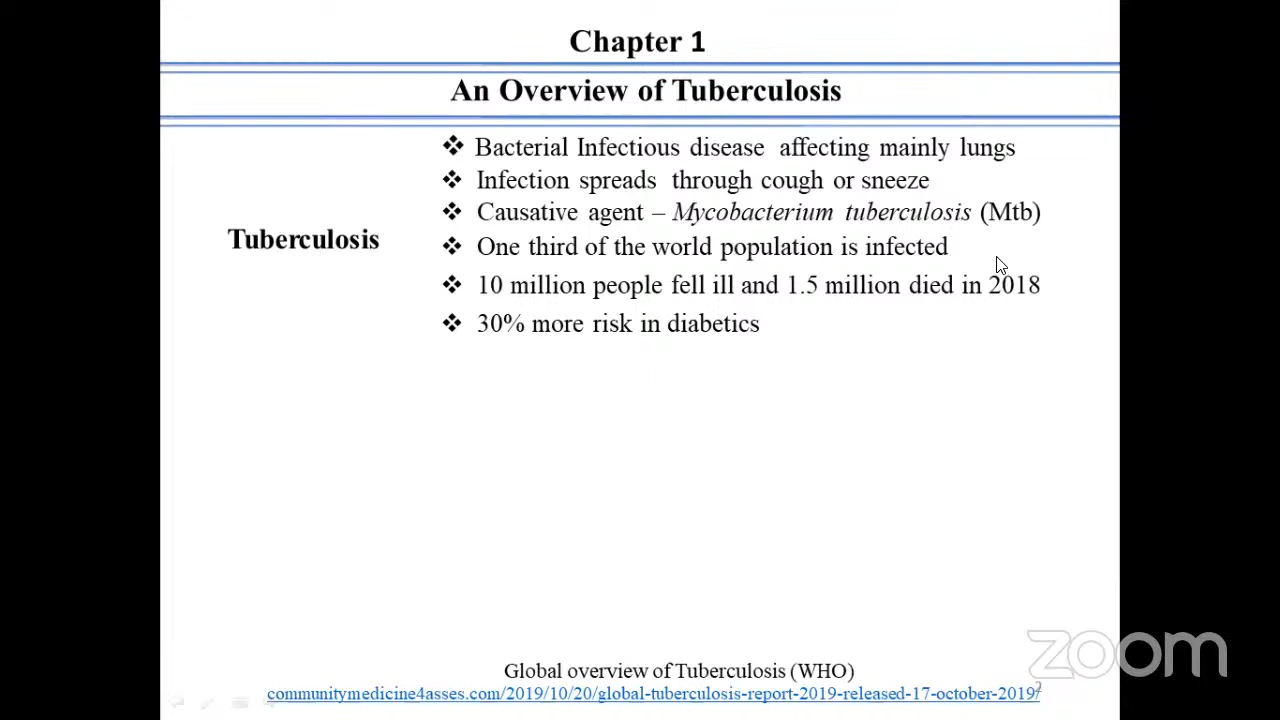 Chapter 1
An Overview of Tuberculosis
Tuberculosis
❖ Bacterial Infectious disease affecting mainly lungs
❖ Infection spreads through cough or sneeze
❖ Causative agent – Mycobacterium tuberculosis (Mtb)
❖ One third of the world population is infected
❖ 10 million people fell ill and 1.5 million died in 2018
❖ 30% more risk in diabetics
Global overview of Tuberculosis (WHO)
communitymedicine4asses.com/2019/10/20/global-tuberculosis-report-2019-released-17-october-2019/
2
zoom